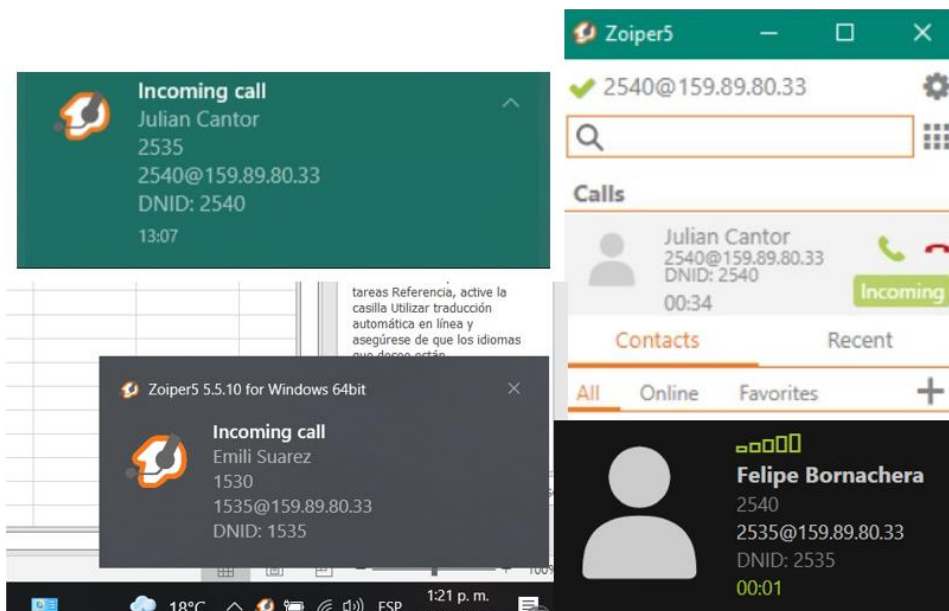 Incoming call
Julian Cantor
2535
2540@159.89.80.33
DNID: 2540
13:07
Zoiper5
2540@159.89.80.33
Calls
Julian Cantor
2540@159.89.80.33
DNID: 2540
00:34
Incoming
Contacts
Recent
All
Online
Favorites
tareas Referencia, active la
casilla Utilizar traducción
automática en línea y
asegúrese de que los idiomas
Zoiper5 5.5.10 for Windows 64bit
Incoming call
Emili Suarez
1530
1535@159.89.80.33
DNID: 1535
Felipe Bornachera
2540
2535@159.89.80.33
DNID: 2535
00:01
18°C
ESP
1:21 p. m.